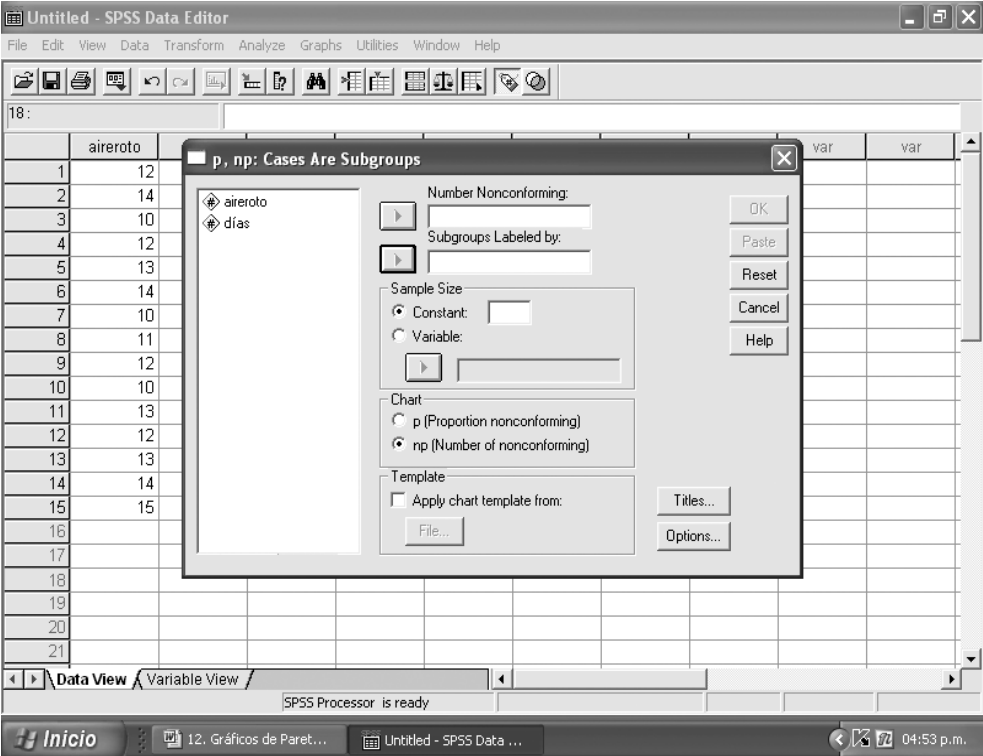 Untitled - SPSS Data Editor
File Edit View Data Transform Analyze Graphs Utilities Window Help
18 :
aireroto var var
1 12
2 14
3 10
4 12
5 13
6 14
7 10
8 11
9 12
10 10
11 13
12 12
13 13
14 14
15 15
16
17
18
19
20
21
p, np: Cases Are Subgroups
aireroto
días
Number Nonconforming:
Subgroups Labeled by:
Sample Size
Constant:
Variable:
Chart
p (Proportion nonconforming)
np (Number of nonconforming)
Template
Apply chart template from:
File...
OK
Paste
Reset
Cancel
Help
Titles...
Options...
Data View Variable View
SPSS Processor is ready
Inicio 12. Gráficos de Paret... Untitled - SPSS Data ... 04:53 p.m.